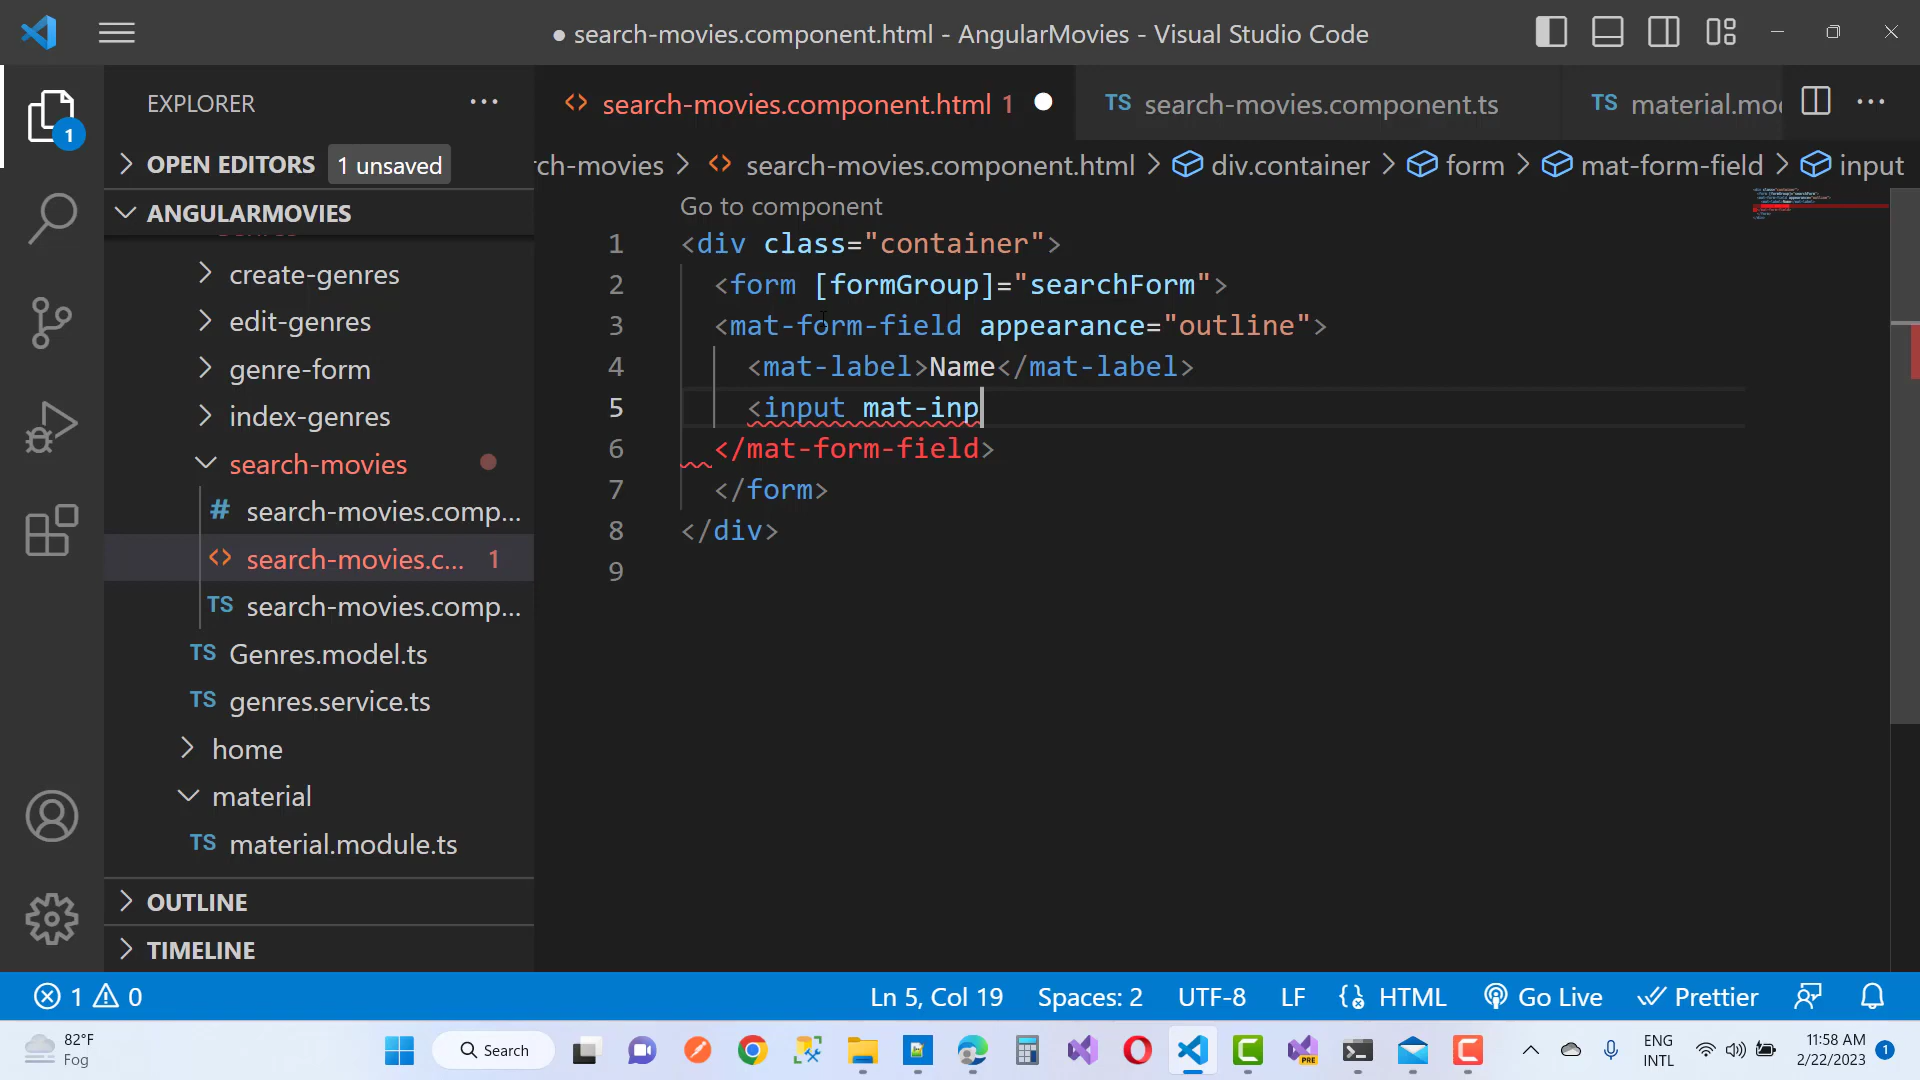 ● search-movies.component.html - AngularMovies - Visual Studio Code
EXPLORER
search-movies.component.html 1
TS search-movies.component.ts
TS material.mo
1
OPEN EDITORS 1 unsaved
rch-movies > search-movies.component.html > div.container > form > mat-form-field > input
ANGULARMOVIES
create-genres
edit-genres
genre-form
index-genres
search-movies
# search-movies.comp...
search-movies.c... 1
TS search-movies.comp...
TS Genres.model.ts
TS genres.service.ts
home
material
TS material.module.ts
OUTLINE
TIMELINE
Go to component
1 <div class="container">
2 <form [formGroup]="searchForm">
3 <mat-form-field appearance="outline">
4 <mat-label>Name</mat-label>
5 <input mat-inp
6 </mat-form-field>
7 </form>
8 </div>
9
1 0
Ln 5, Col 19 Spaces: 2 UTF-8 LF HTML Go Live Prettier
82°F
Fog
Search
PRE
ENG
INTL
11:58 AM
2/22/2023
1